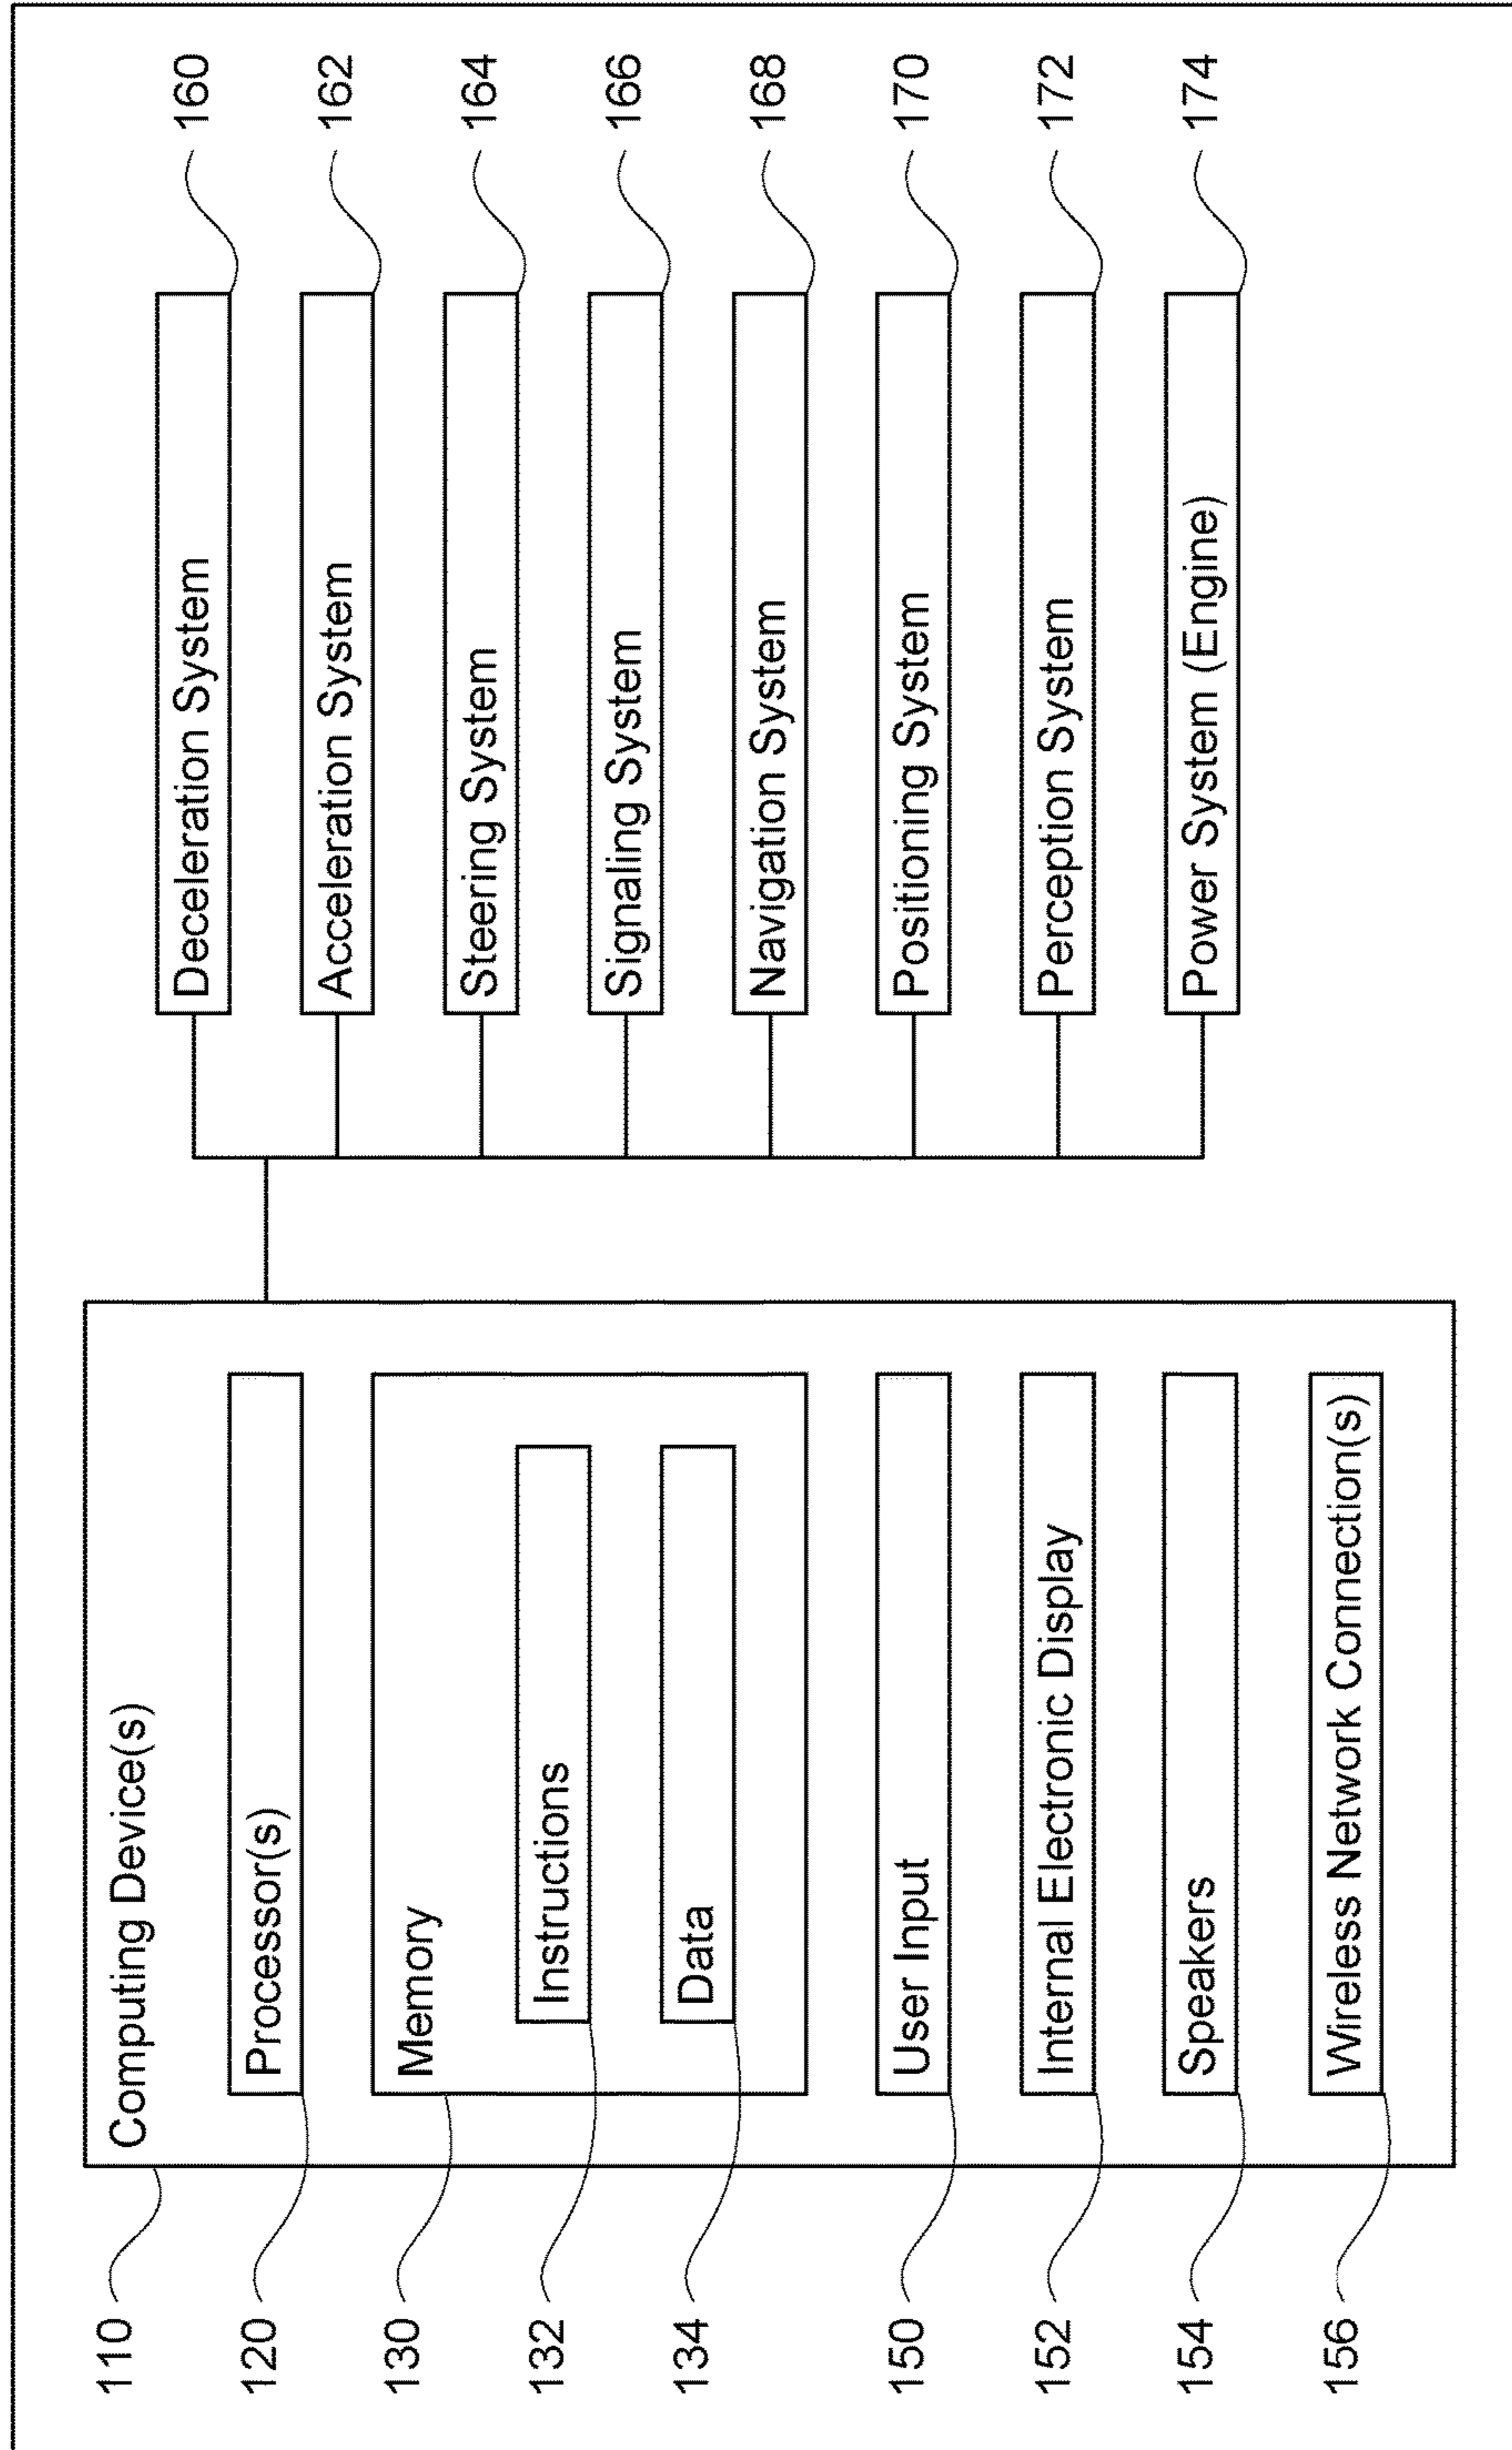 110
Computing Device(s)
120
Processor(s)
130
Memory
132
Instructions
134
Data
150
User Input
152
Internal Electronic Display
154
Speakers
156
Wireless Network Connection(s)
Deceleration System
160
Acceleration System
162
Steering System
164
Signaling System
166
Navigation System
168
Positioning System
170
Perception System
172
Power System (Engine)
174